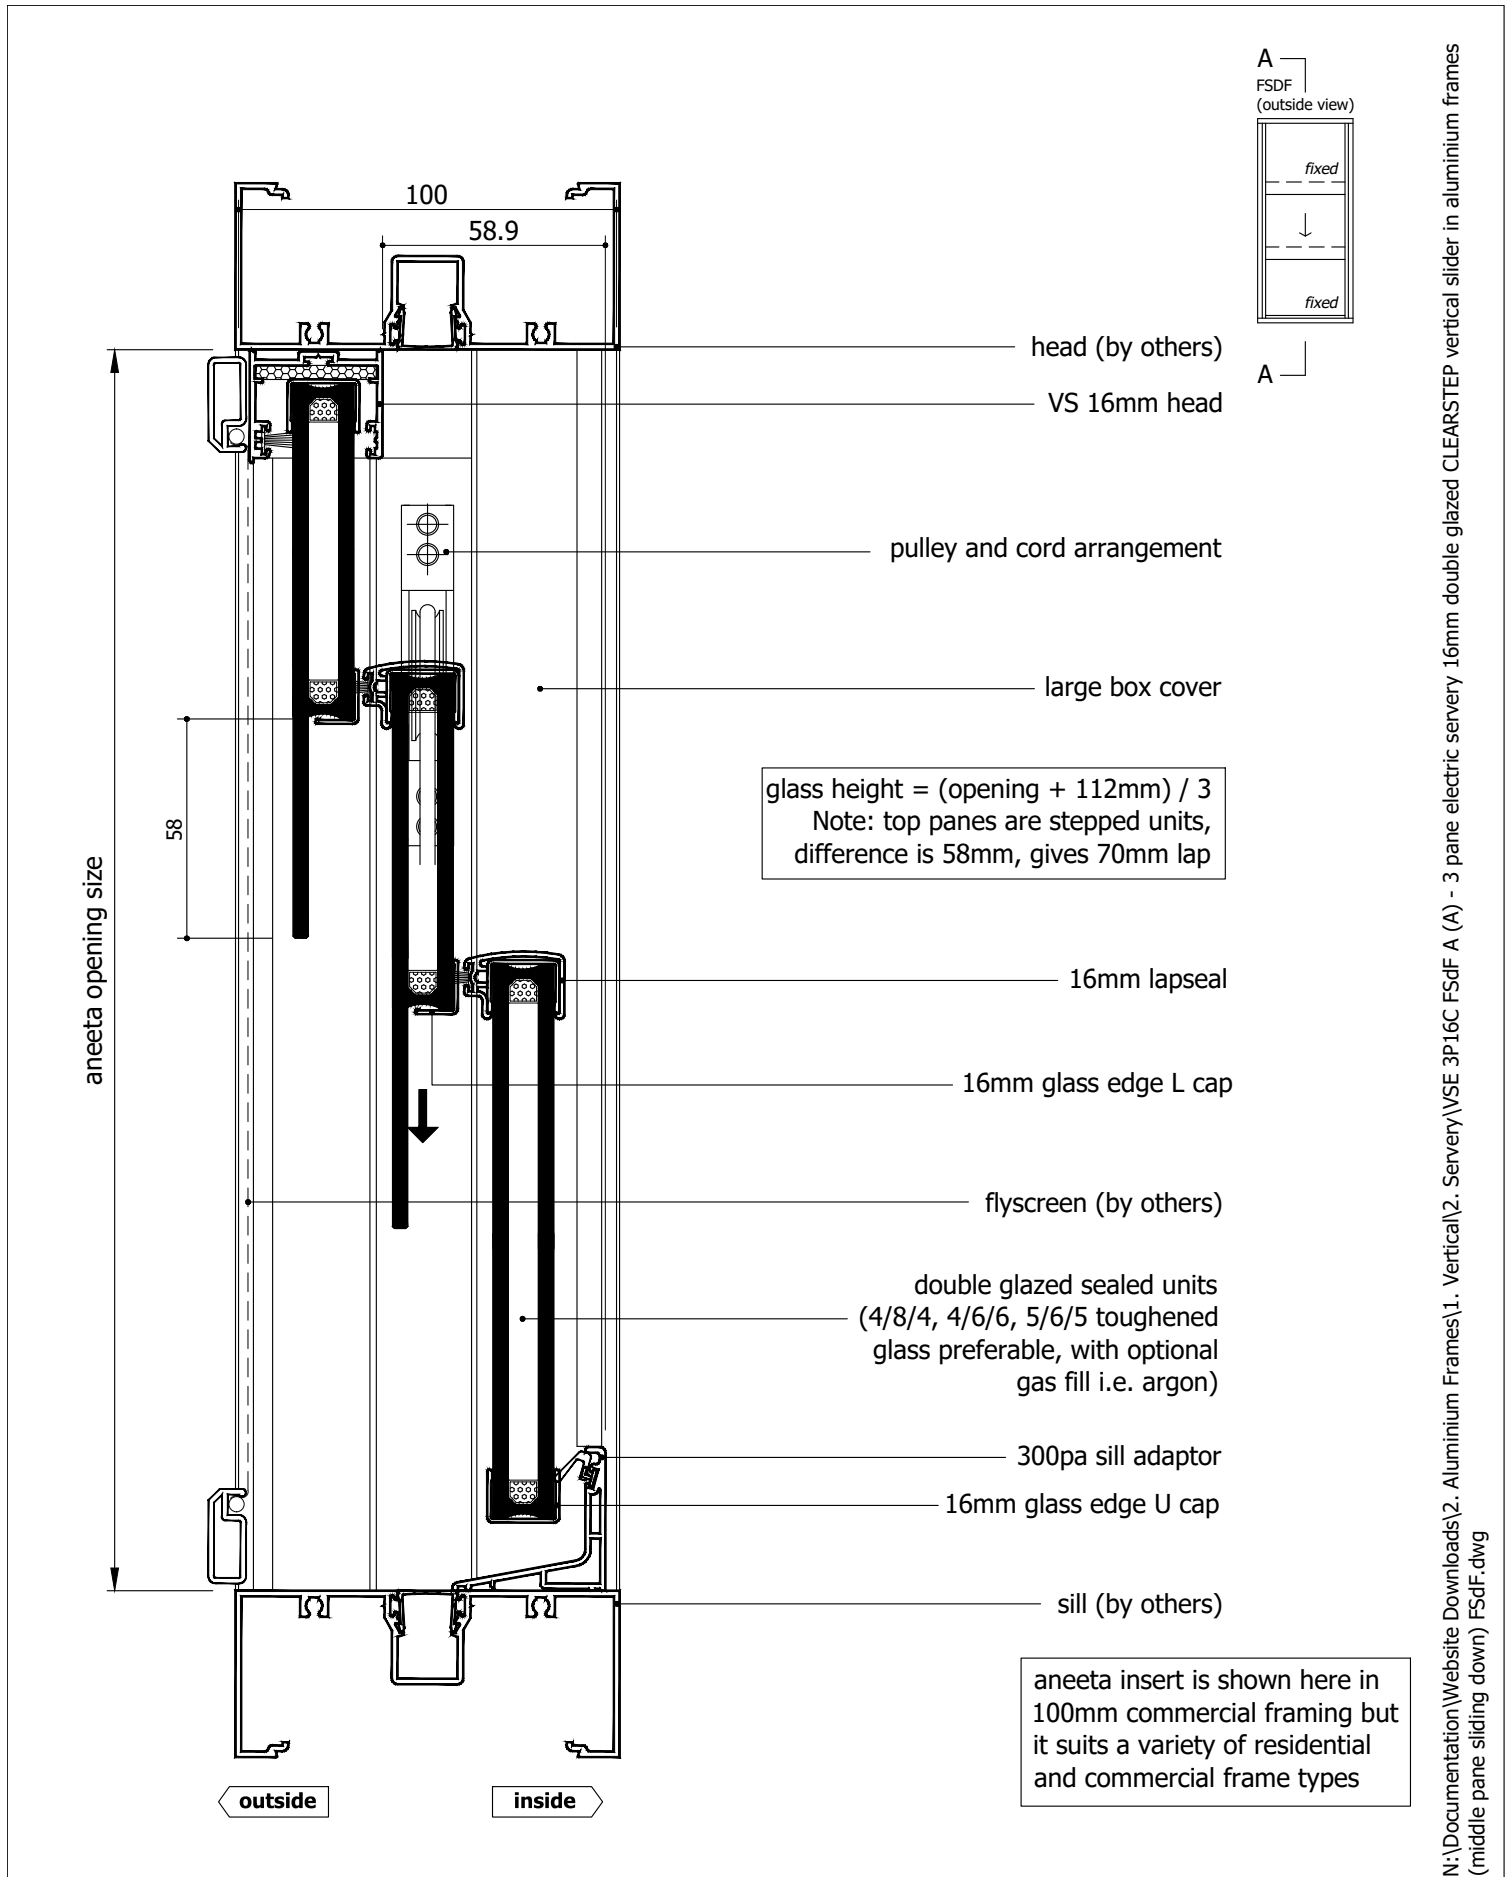 A
FSDF
(outside view)
fixed
fixed
A
100
58.9
head (by others)
VS 16mm head
pulley and cord arrangement
large box cover
glass height = (opening + 112mm) / 3
Note: top panes are stepped units,
difference is 58mm, gives 70mm lap
58
aneeta opening size
16mm lapseal
16mm glass edge L cap
flyscreen (by others)
double glazed sealed units
(4/8/4, 4/6/6, 5/6/5 toughened
glass preferable, with optional
gas fill i.e. argon)
300pa sill adaptor
16mm glass edge U cap
sill (by others)
aneeta insert is shown here in
100mm commercial framing but
it suits a variety of residential
and commercial frame types
outside
inside
N:\Documentation\Website Downloads\2. Aluminium Frames\1. Vertical\2. Servery\VSE 3P16C FSdF A (A) - 3 pane electric servery 16mm double glazed CLEARSTEP vertical slider in aluminium frames
(middle pane sliding down) FSdF.dwg